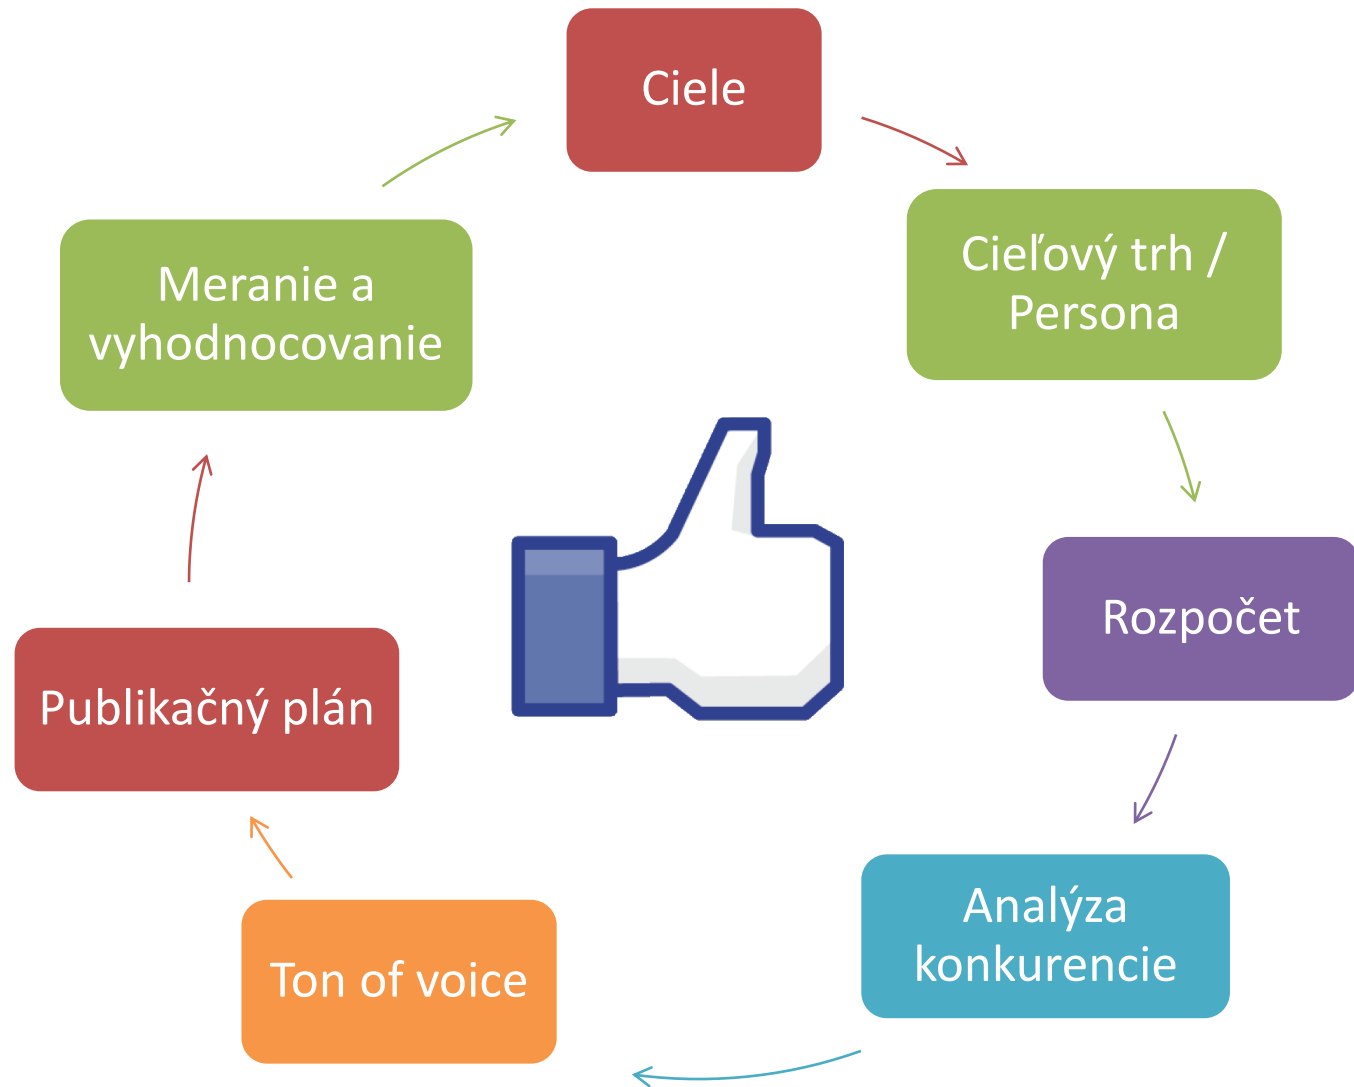 Ciele
Cieľový trh /
Persona
Rozpočet
Analýza
konkurencie
Ton of voice
Publikačný plán
Meranie a
vyhodnocovanie